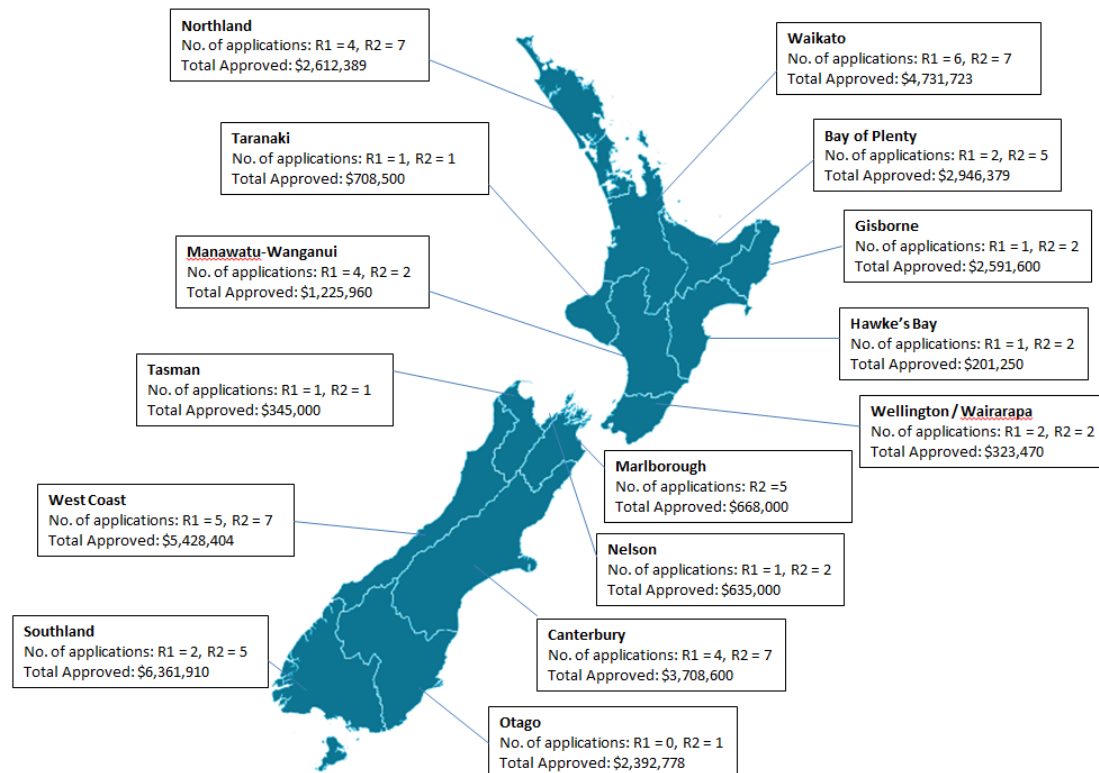 Northland
No. of applications: R1 = 4, R2 = 7
Total Approved: $2,612,389
Waikato
No. of applications: R1 = 6, R2 = 7
Total Approved: $4,731,723
Taranaki
No. of applications: R1 = 1, R2 = 1
Total Approved: $708,500
Bay of Plenty
No. of applications: R1 = 2, R2 = 5
Total Approved: $2,946,379
Gisborne
No. of applications: R1 = 1, R2 = 2
Total Approved: $2,591,600
Manawatu-Wanganui
No. of applications: R1 = 4, R2 = 2
Total Approved: $1,225,960
Hawke's Bay
No. of applications: R1 = 1, R2 = 2
Total Approved: $201,250
Tasman
No. of applications: R1 = 1, R2 = 1
Total Approved: $345,000
Wellington / Wairarapa
No. of applications: R1 = 2, R2 = 2
Total Approved: $323,470
Marlborough
No. of applications: R2 =5
Total Approved: $668,000
West Coast
No. of applications: R1 = 5, R2 = 7
Total Approved: $5,428,404
Nelson
No. of applications: R1 = 1, R2 = 2
Total Approved: $635,000
Southland
No. of applications: R1 = 2, R2 = 5
Total Approved: $6,361,910
Canterbury
No. of applications: R1 = 4, R2 = 7
Total Approved: $3,708,600
Otago
No. of applications: R1 = 0, R2 = 1
Total Approved: $2,392,778